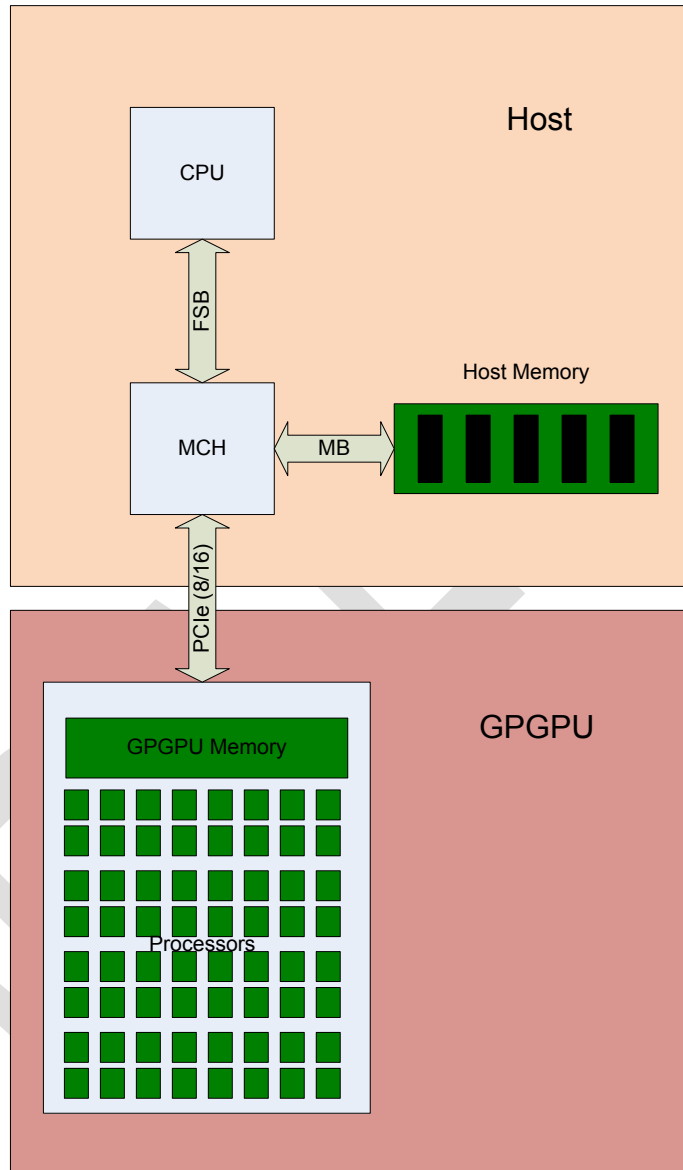 Host
CPU
FSB
Host Memory
MCH
MB
PCIe (8/16)
GPGPU
GPGPU Memory
Processors